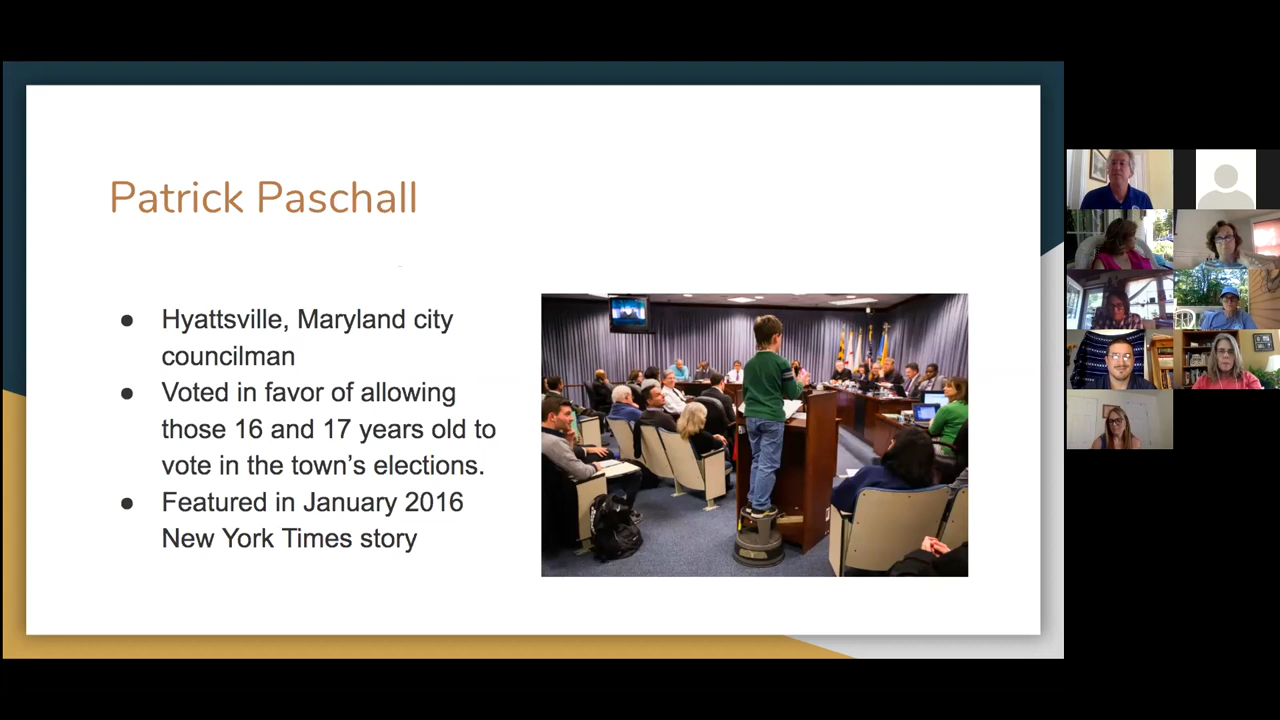 Patrick Paschall
● Hyattsville, Maryland city
councilman
● Voted in favor of allowing
those 16 and 17 years old to
vote in the town’s elections.
● Featured in January 2016
New York Times story